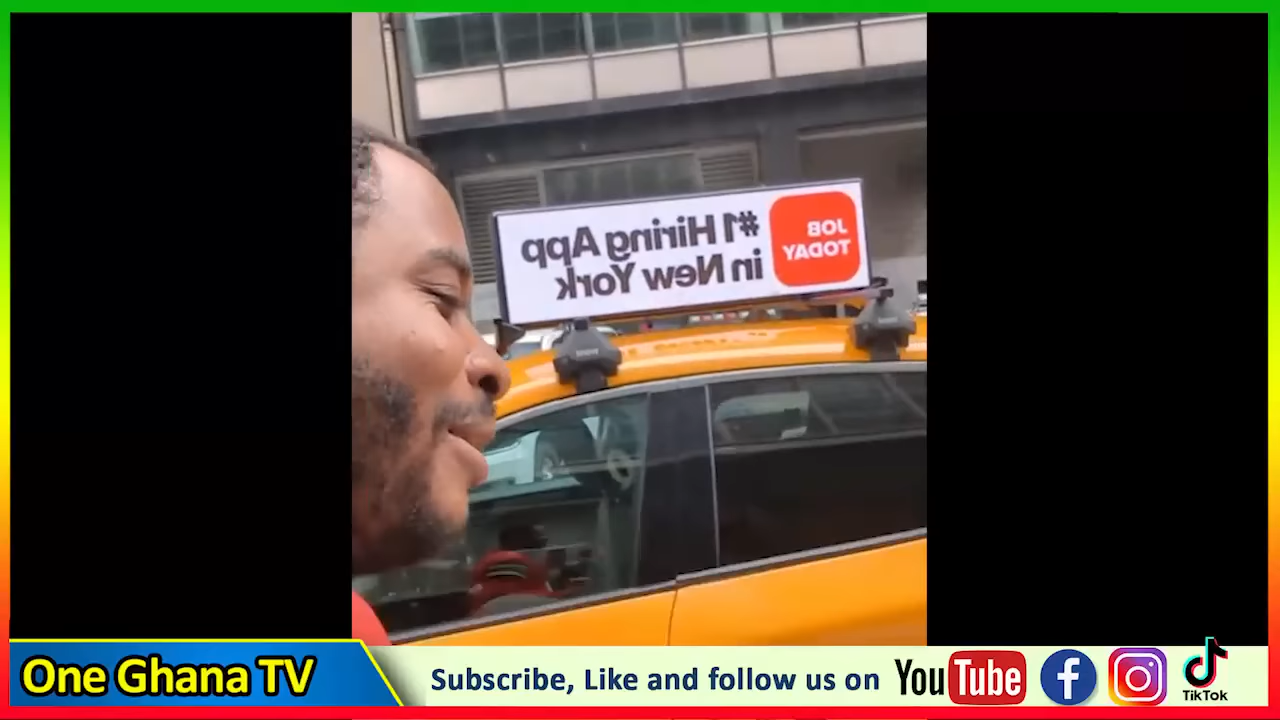 #1 Hiring App
in New York
JOB
TODAY
One Ghana TV
Subscribe, Like and follow us on
YouTube
TikTok